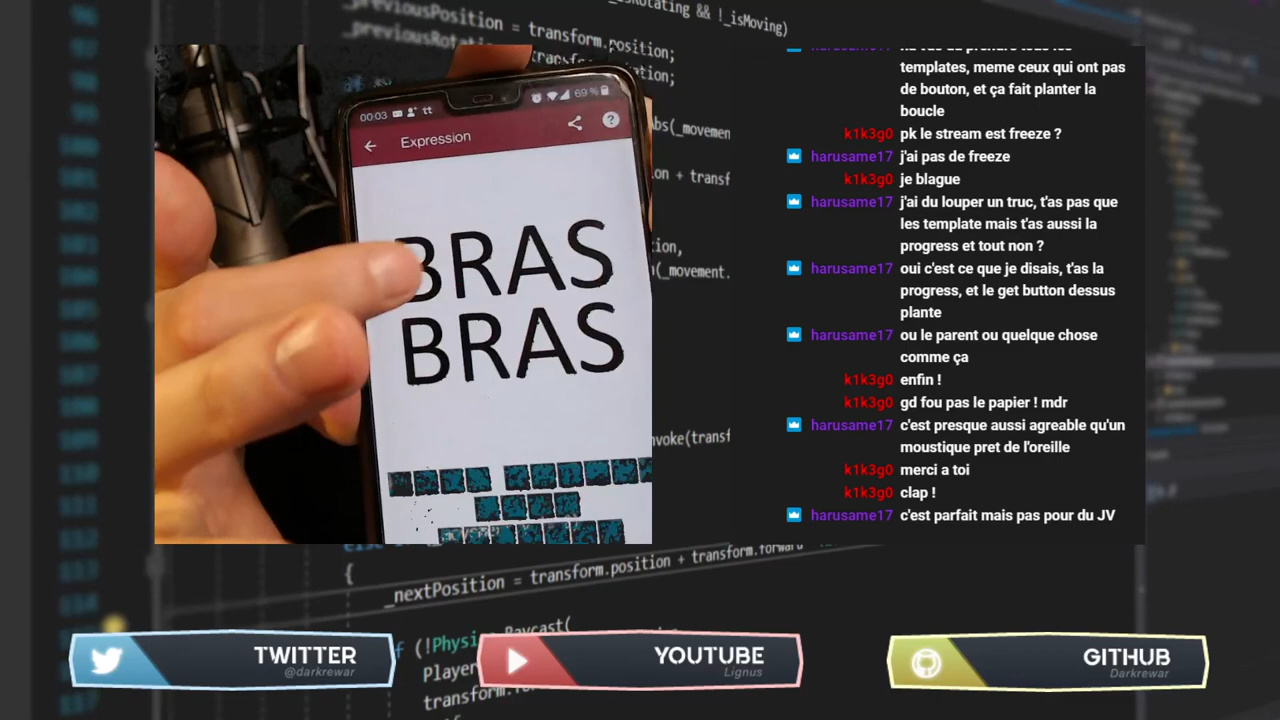 _previousPosition = transform.position;
&& !_isMoving)
00:03
tt
69 %
Expression
BRAS
BRAS
templates, meme ceux qui ont pas
de bouton, et ça fait planter la
boucle
k1k3g0 pk le stream est freeze ?
harusame17 j'ai pas de freeze
k1k3g0 je blague
harusame17 j'ai du louper un truc, t'as pas que
les template mais t'as aussi la
progress et tout non ?
harusame17 oui c'est ce que je disais, t'as la
progress, et le get button dessus
plante
harusame17 ou le parent ou quelque chose
comme ça
k1k3g0 enfin !
k1k3g0 gd fou pas le papier ! mdr
harusame17 c'est presque aussi agreable qu'un
moustique pret de l'oreille
k1k3g0 merci a toi
k1k3g0 clap !
harusame17 c'est parfait mais pas pour du JV
{
_nextPosition = transform.position + transform.forward
TWITTER
@darkrewar
YOUTUBE
Lignus
GITHUB
Darkrewar